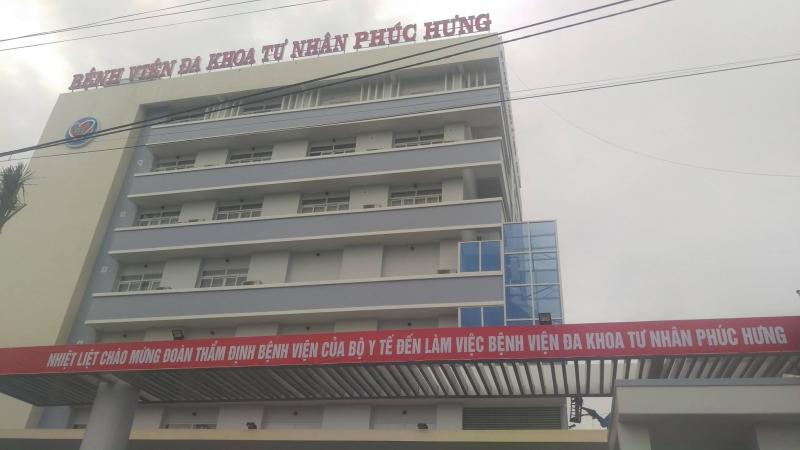 BỆNH VIỆN ĐA KHOA TƯ NHÂN PHÚC HƯNG
NHIỆT LIỆT CHÀO MỪNG ĐOÀN THẨM ĐỊNH BỆNH VIỆN CỦA BỘ Y TẾ ĐẾN LÀM VIỆC BỆNH VIỆN ĐA KHOA TƯ NHÂN PHÚC HƯNG